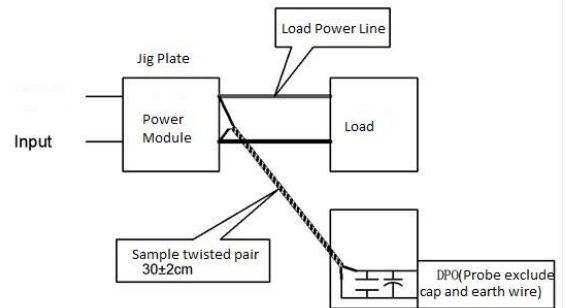 Load Power Line
Jig Plate
Power
Module
Load
Input
Sample twisted pair
30±2cm
DPO(Probe exclude
cap and earth wire)